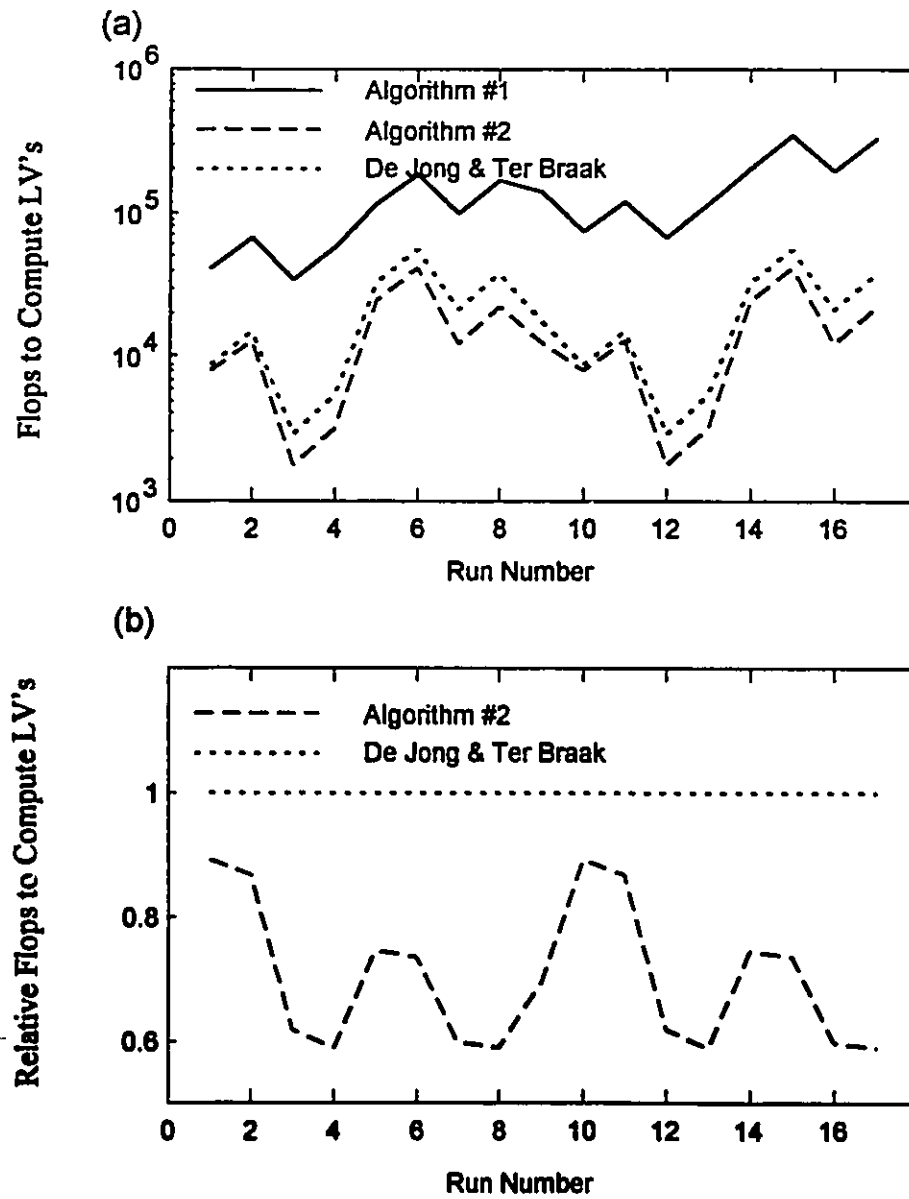 (a)
10^6
10^5
10^4
10^3
Flops to Compute LV's
Algorithm #1
Algorithm #2
De Jong & Ter Braak
0 2 4 6 8 10 12 14 16
Run Number
(b)
Relative Flops to Compute LV's
Algorithm #2
De Jong & Ter Braak
1
0.8
0.6
0 2 4 6 8 10 12 14 16
Run Number